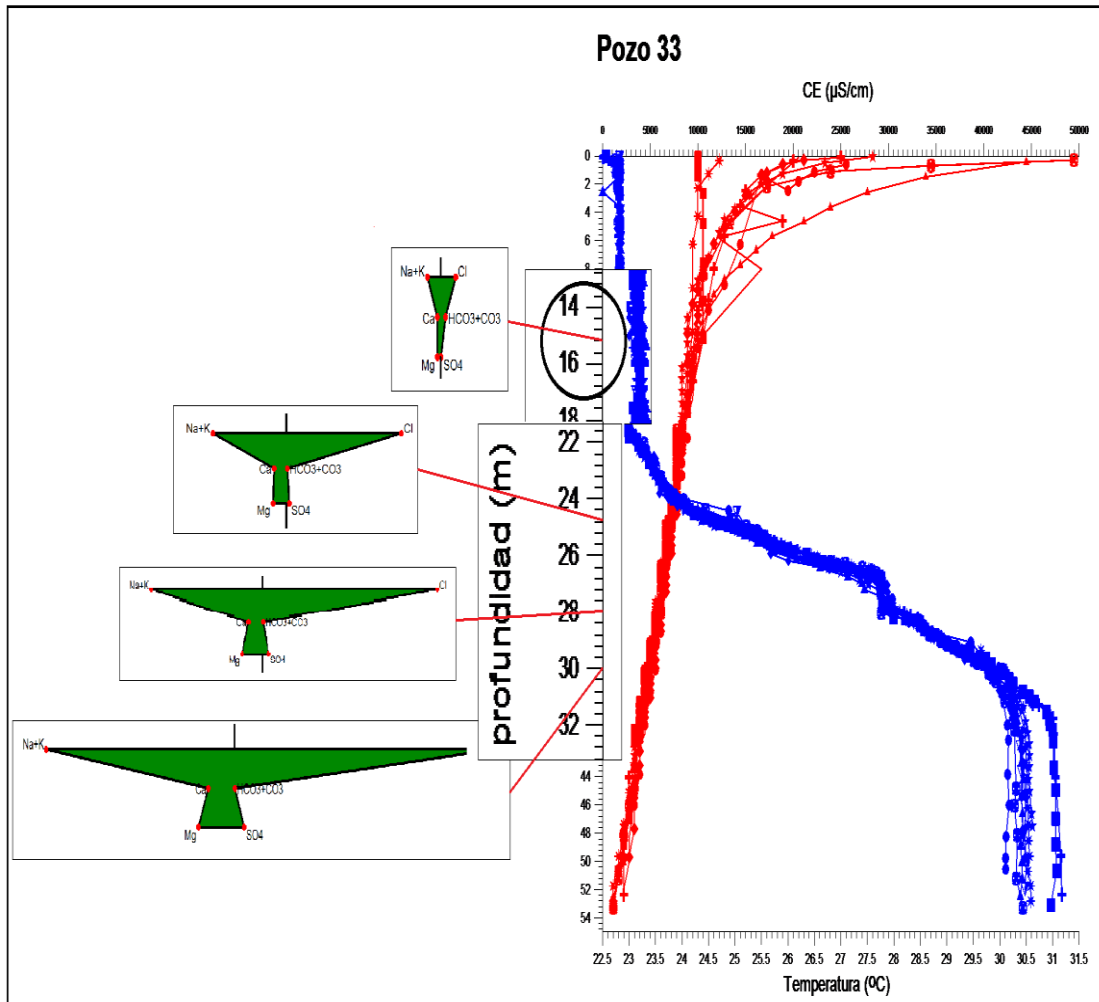 Pozo 33
CE (µS/cm)
0 5000 10000 15000 20000 25000 30000 35000 40000 45000 50000
0
2
4
6
8
14
16
18
22
24
26
28
30
32
44
46
48
50
52
54
profundidad (m)
Na+K Cl
Ca HCO3+CO3
Mg SO4
Na+K Cl
Ca HCO3+CO3
Mg SO4
Na+K Cl
Ca HCO3+CO3
Mg SO4
Na+K
Ca HCO3+CO3
Mg SO4
22.5 23 23.5 24 24.5 25 25.5 26 26.5 27 27.5 28 28.5 29 29.5 30 30.5 31 31.5
Temperatura (ºC)